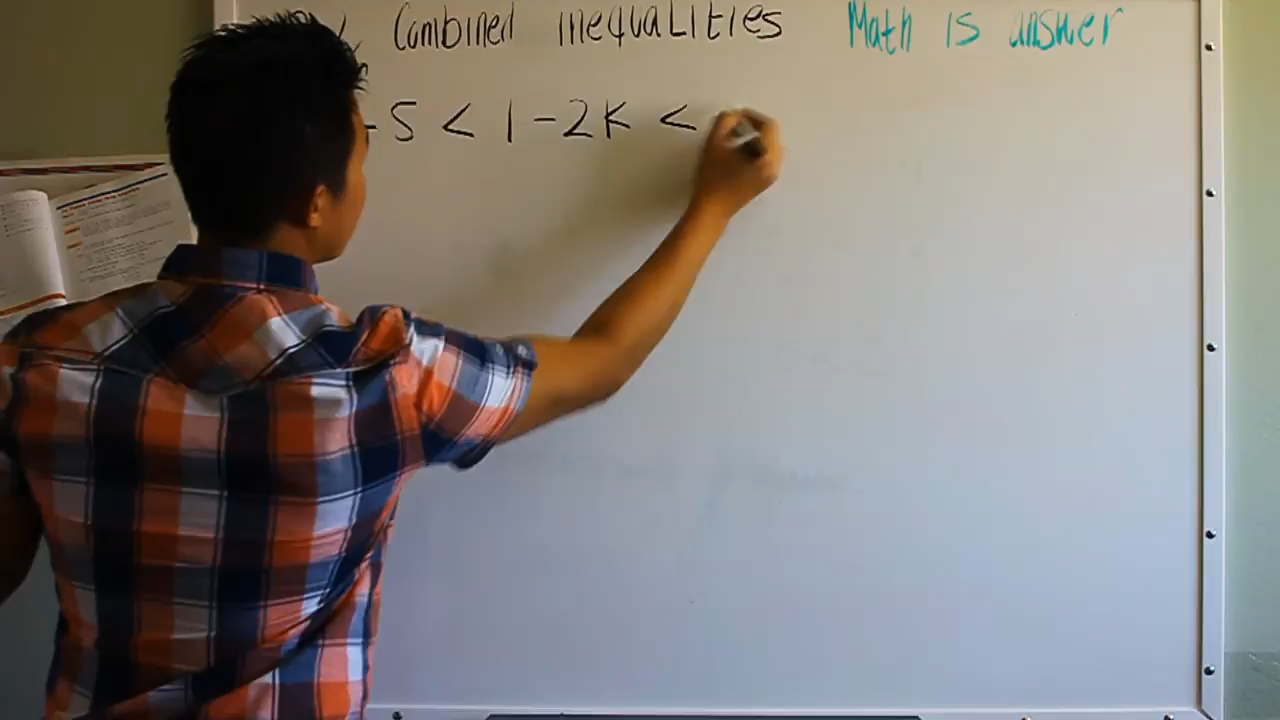 Combined inequalities Math is answer
-5 < 1-2K <